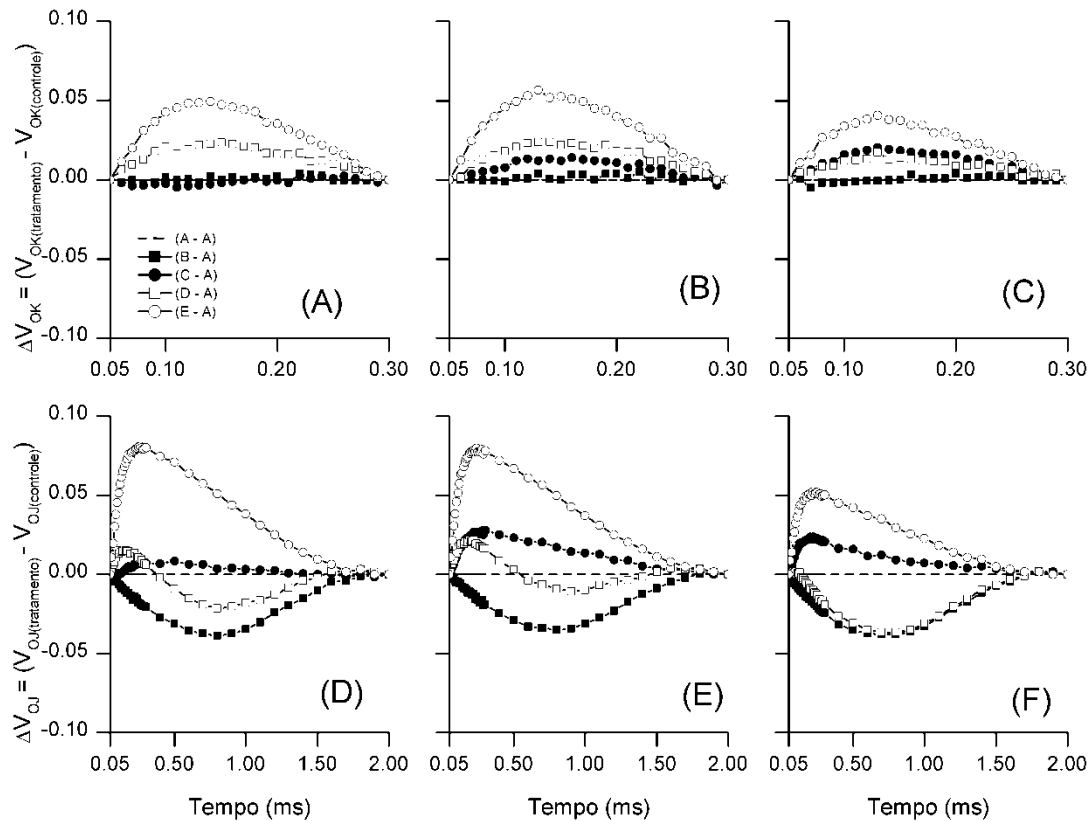 ΔV_OK = (V_OK(tratamento) - V_OK(controle))
0.10
0.05
0.00
-0.05
-0.10
(A - A)
(B - A)
(C - A)
(D - A)
(E - A)
(A)
(B)
(C)
0.05 0.10 0.20 0.30
0.05 0.10 0.20 0.30
0.05 0.10 0.20 0.30
ΔV_OJ = (V_OJ(tratamento) - V_OJ(controle))
0.10
0.05
0.00
-0.05
-0.10
(D)
(E)
(F)
0.05 0.50 1.00 1.50 2.00
0.05 0.50 1.00 1.50 2.00
0.05 0.50 1.00 1.50 2.00
Tempo (ms)
Tempo (ms)
Tempo (ms)